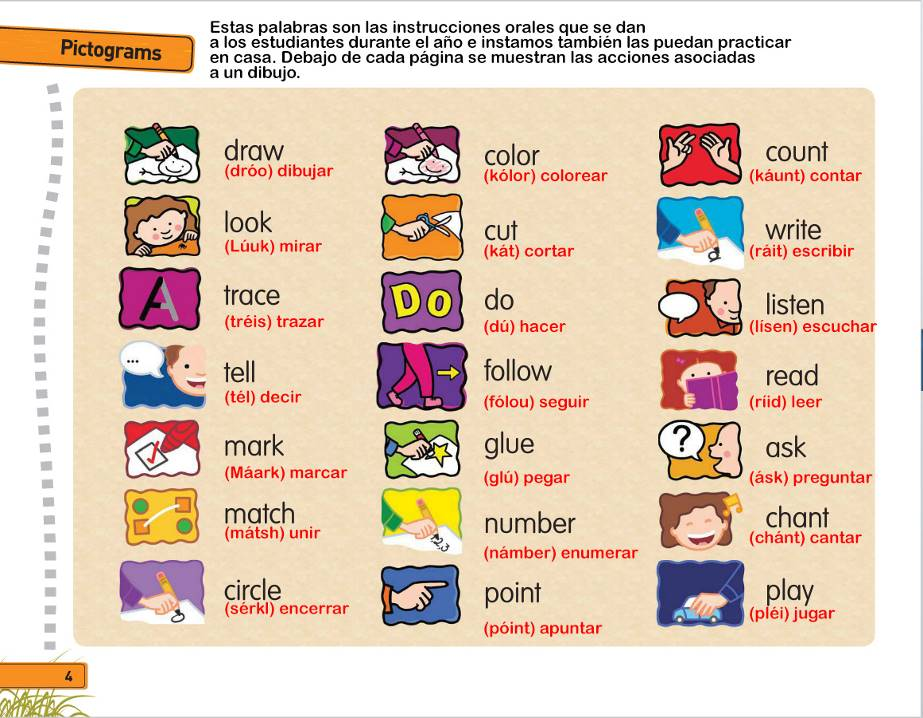 Pictograms
Estas palabras son las instrucciones orales que se dan
a los estudiantes durante el año e instamos también las puedan practicar
en casa. Debajo de cada página se muestran las acciones asociadas
a un dibujo.
draw
(dróo) dibujar
color
(kólor) colorear
count
(káunt) contar
look
(Lúuk) mirar
cut
(kát) cortar
write
(ráit) escribir
A
trace
(tréis) trazar
Do
do
(dú) hacer
listen
(lísen) escuchar
...
tell
(tél) decir
follow
(fólou) seguir
read
(ríid) leer
mark
(Máark) marcar
glue
(glú) pegar
?
ask
(ásk) preguntar
match
(mátsh) unir
1,2,3
number
(námber) enumerar
chant
(chánt) cantar
circle
(sérkl) encerrar
point
(póint) apuntar
play
(pléi) jugar
4